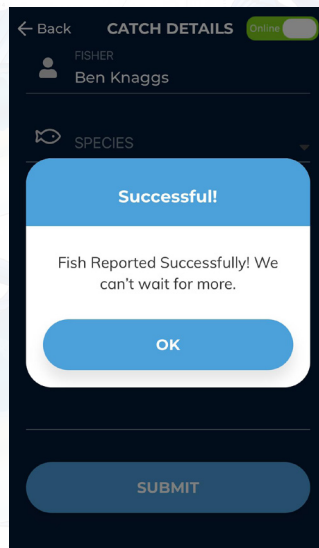 Back CATCH DETAILS Online
FISHER
Ben Knaggs
SPECIES
Successful!
Fish Reported Successfully! We
can't wait for more.
OK
SUBMIT